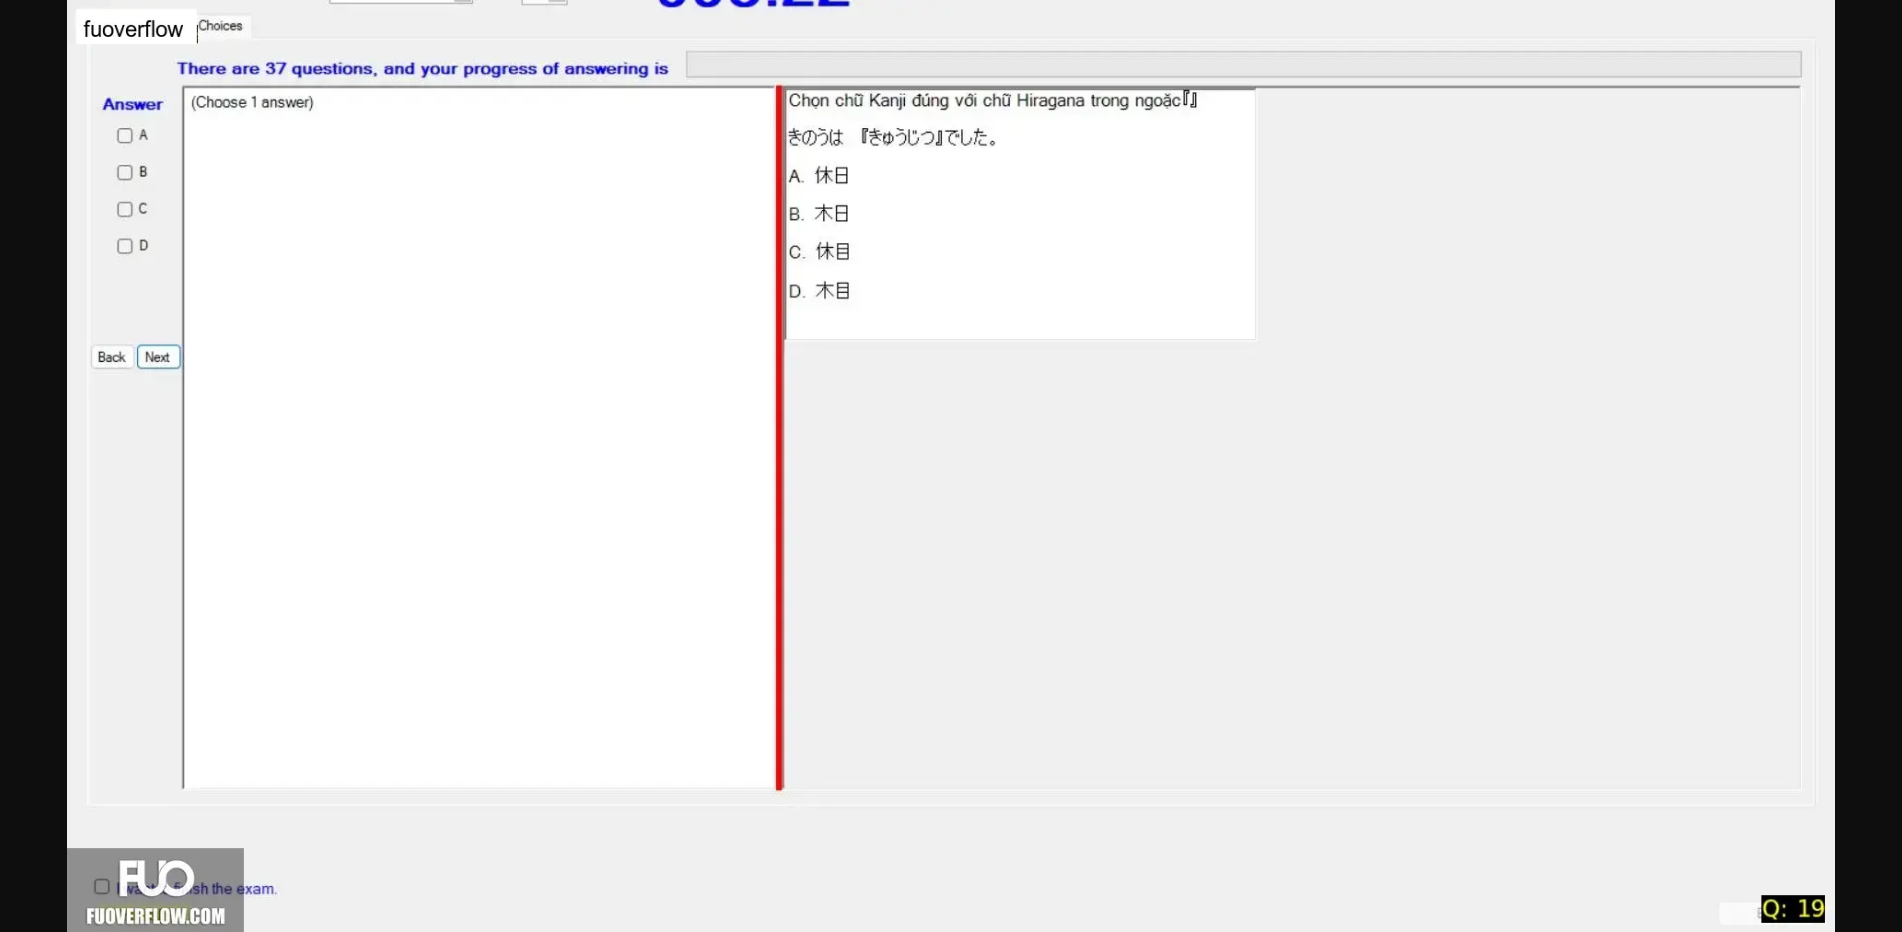 fuoverflow
Choices
There are 37 questions, and your progress of answering is
Answer
(Choose 1 answer)
A
B
C
D
Back Next
Chọn chữ Kanji đúng với chữ Hiragana trong ngoặc『』
きのうは 『きゅうじつ』でした。
A. 休日
B. 木日
C. 休目
D. 木目
FUO
sh the exam.
FUOVERFLOW.COM
Q: 19